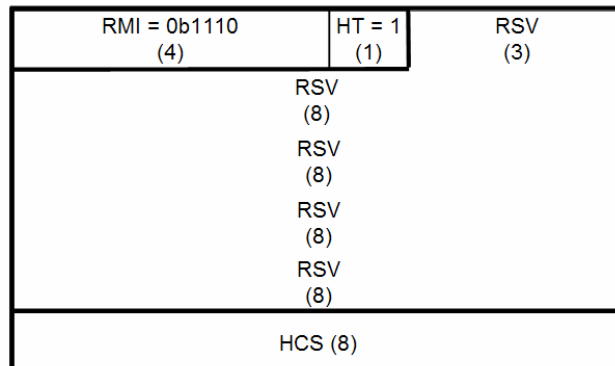 RMI = 0b1110 HT = 1 RSV
(4) (1) (3)
RSV
(8)
RSV
(8)
RSV
(8)
RSV
(8)
HCS (8)